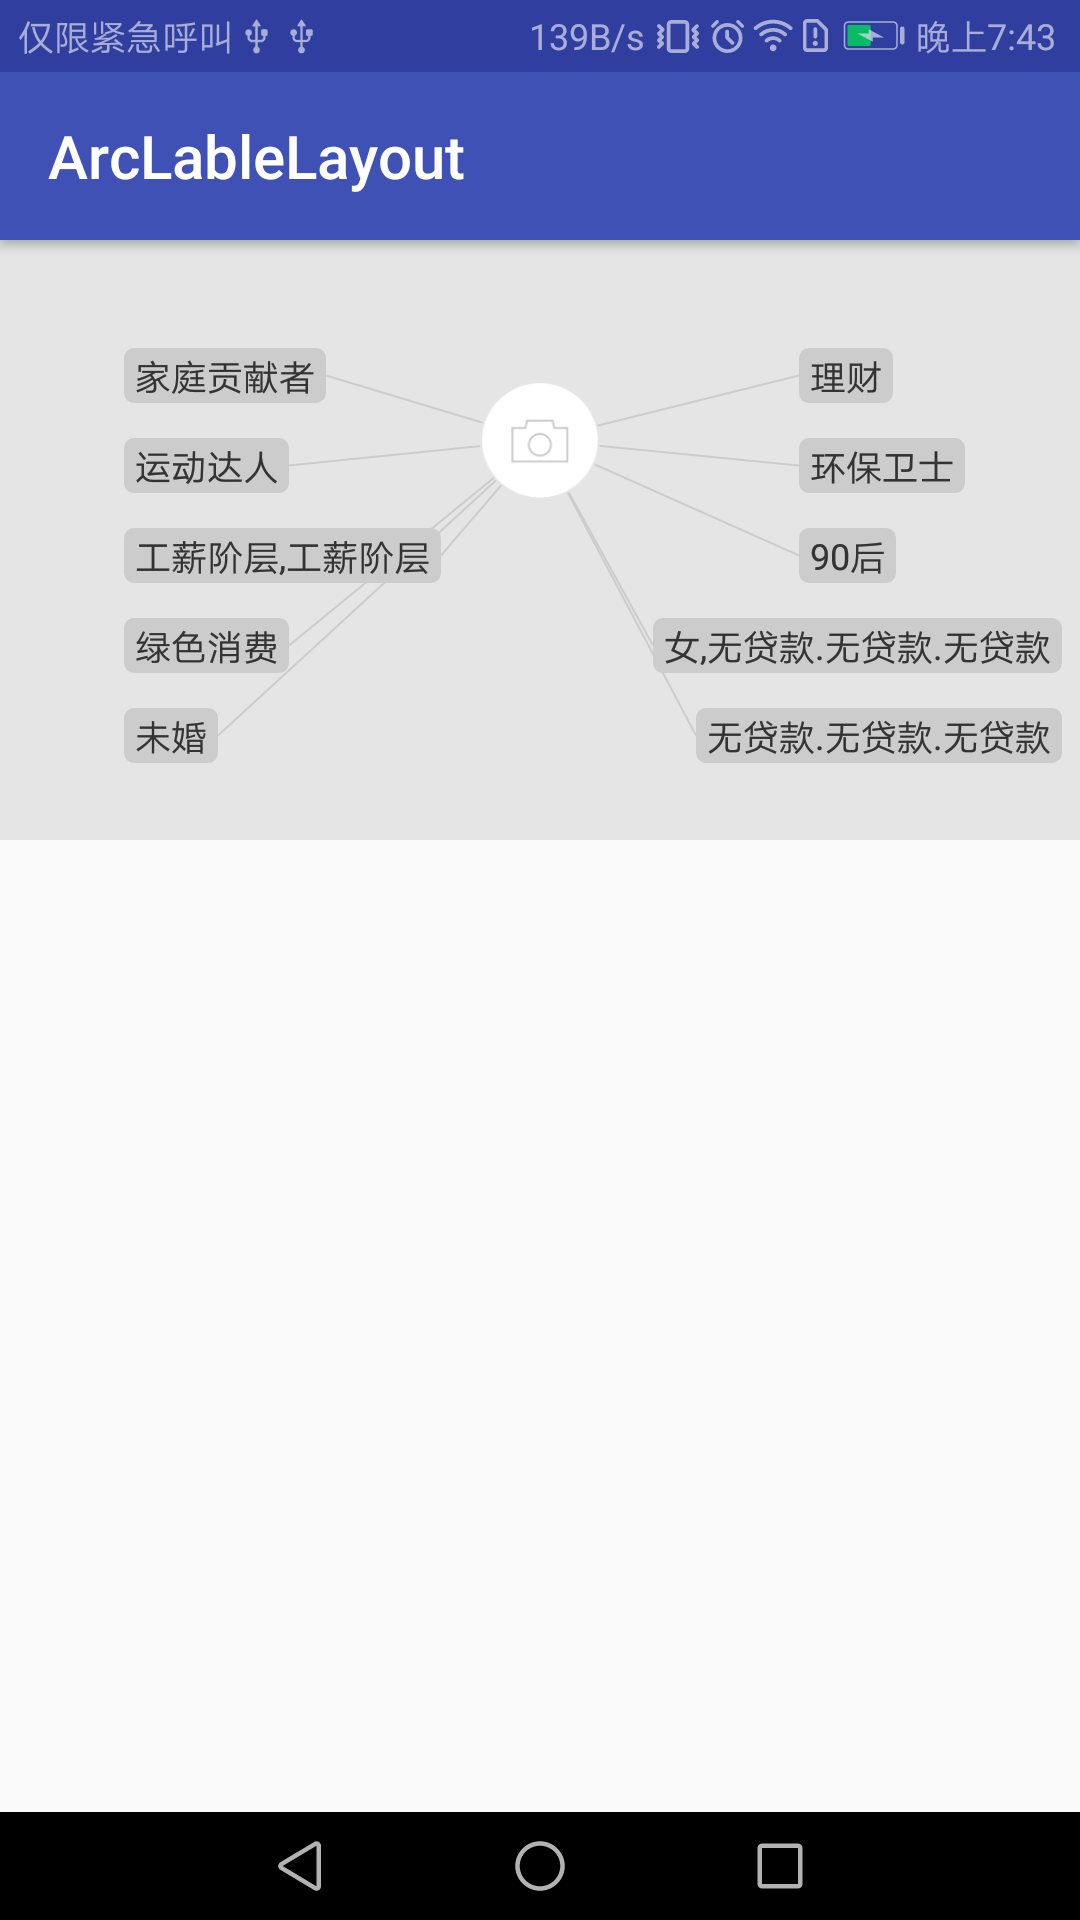 仅限紧急呼叫 139B/s 晚上7:43
ArcLableLayout
家庭贡献者 理财
运动达人 环保卫士
工薪阶层,工薪阶层 90后
绿色消费 女,无贷款.无贷款.无贷款
未婚 无贷款.无贷款.无贷款